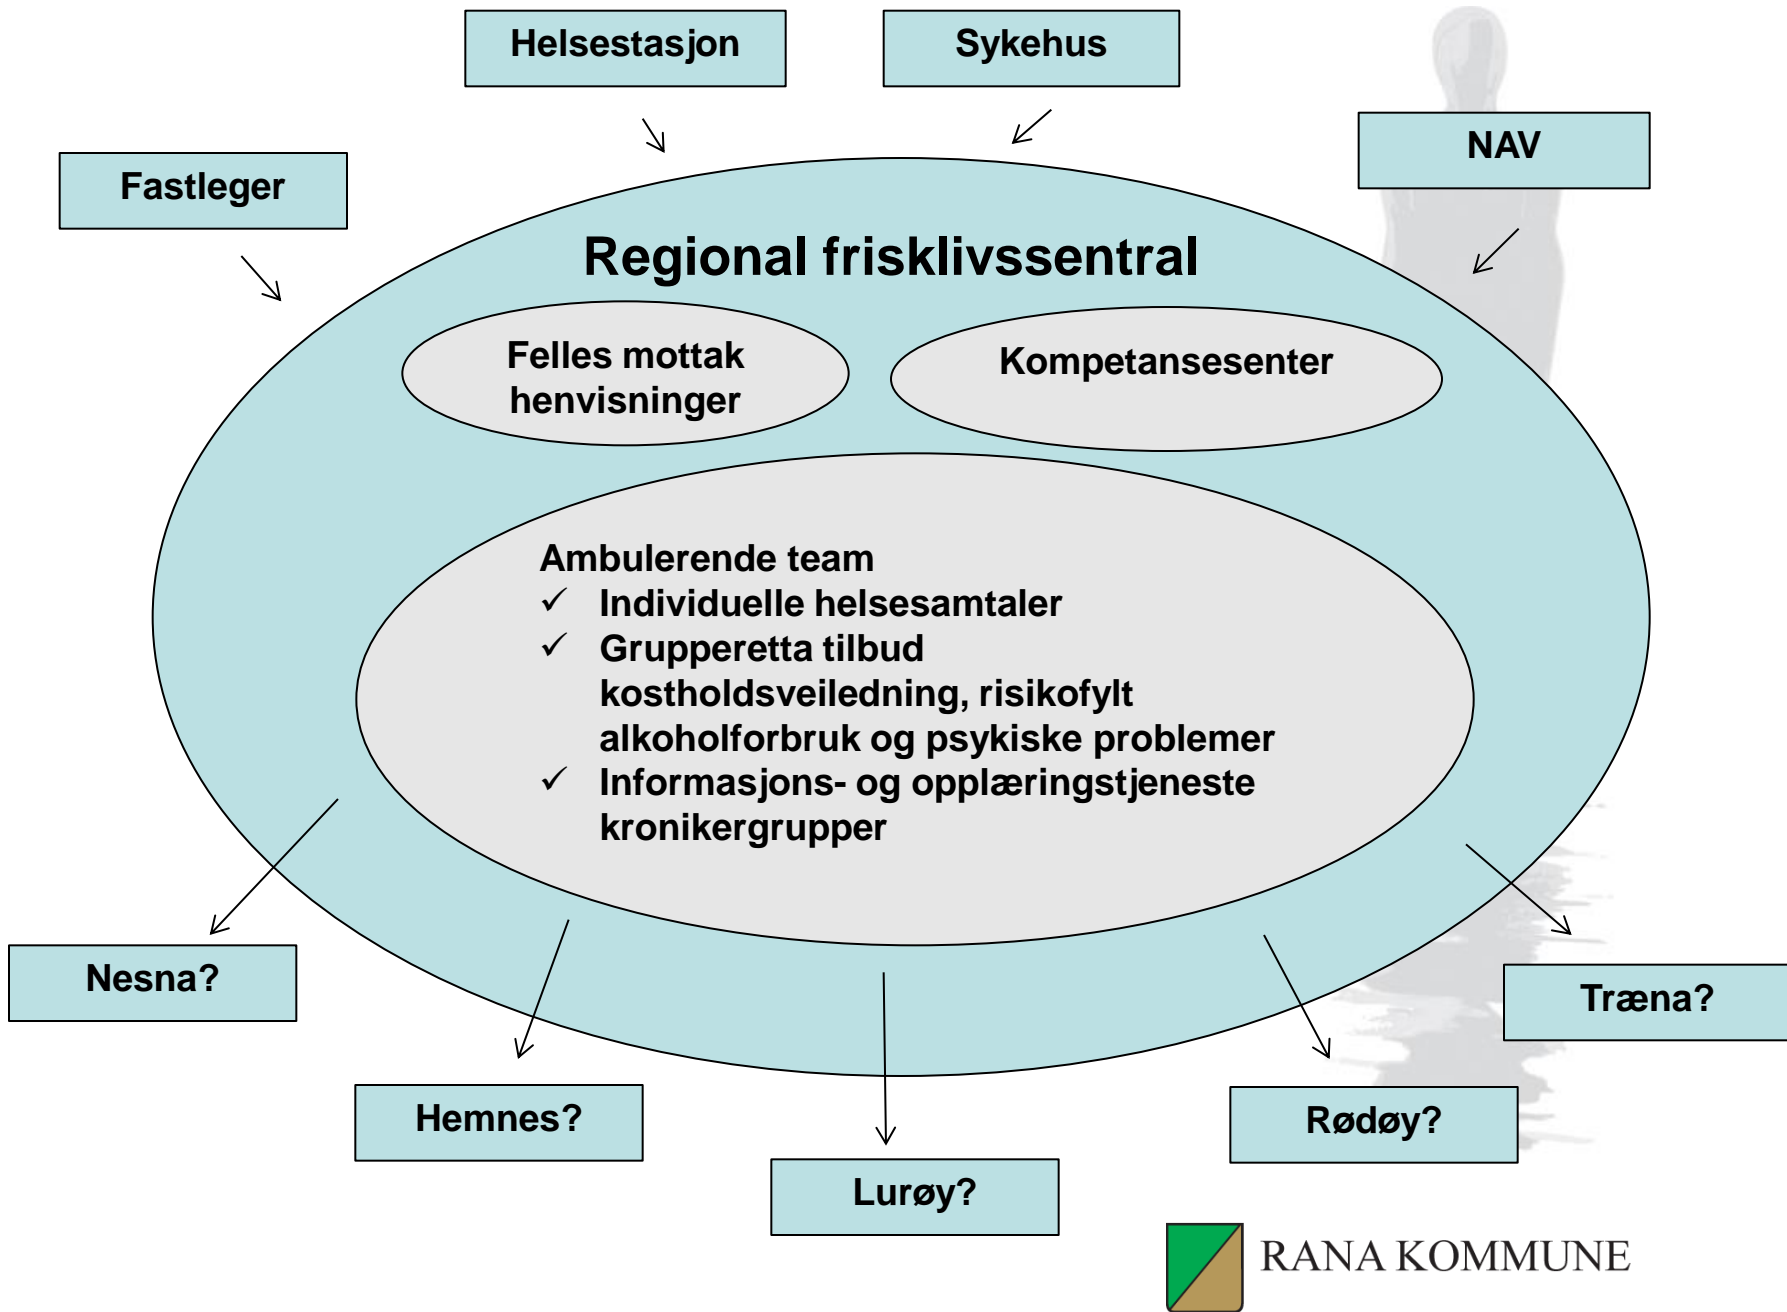 Helsestasjon
Sykehus
NAV
Fastleger
Regional frisklivssentral
Felles mottak
henvisninger
Kompetansesenter
Ambulerende team
✓ Individuelle helsesamtaler
✓ Grupperetta tilbud
kostholdsveiledning, risikofylt
alkoholforbruk og psykiske problemer
✓ Informasjons- og opplæringstjeneste
kronikergrupper
Nesna?
Træna?
Hemnes?
Rødøy?
Lurøy?
RANA KOMMUNE